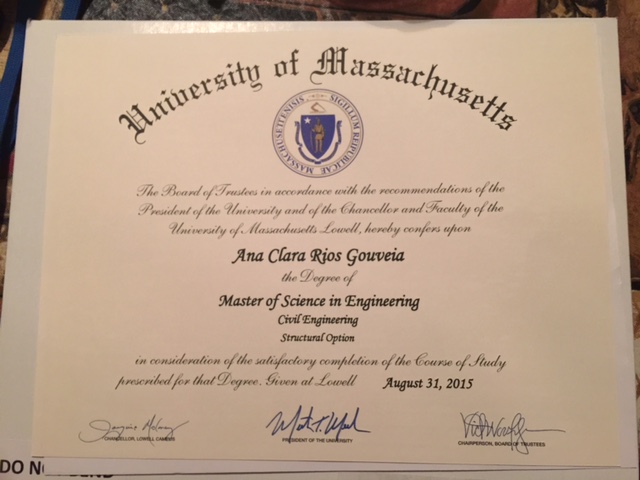 University of Massachusetts
SIGILLUM REIPUBLICAE MASSACHUSETTENSIS
The Board of Trustees in accordance with the recommendations of the
President of the University and of the Chancellor and Faculty of the
University of Massachusetts Lowell, hereby confers upon
Ana Clara Rios Gouveia
the Degree of
Master of Science in Engineering
Civil Engineering
Structural Option
in consideration of the satisfactory completion of the Course of Study
prescribed for that Degree. Given at Lowell August 31, 2015
CHANCELLOR, LOWELL CAMPUS
PRESIDENT OF THE UNIVERSITY
CHAIRPERSON, BOARD OF TRUSTEES
DO